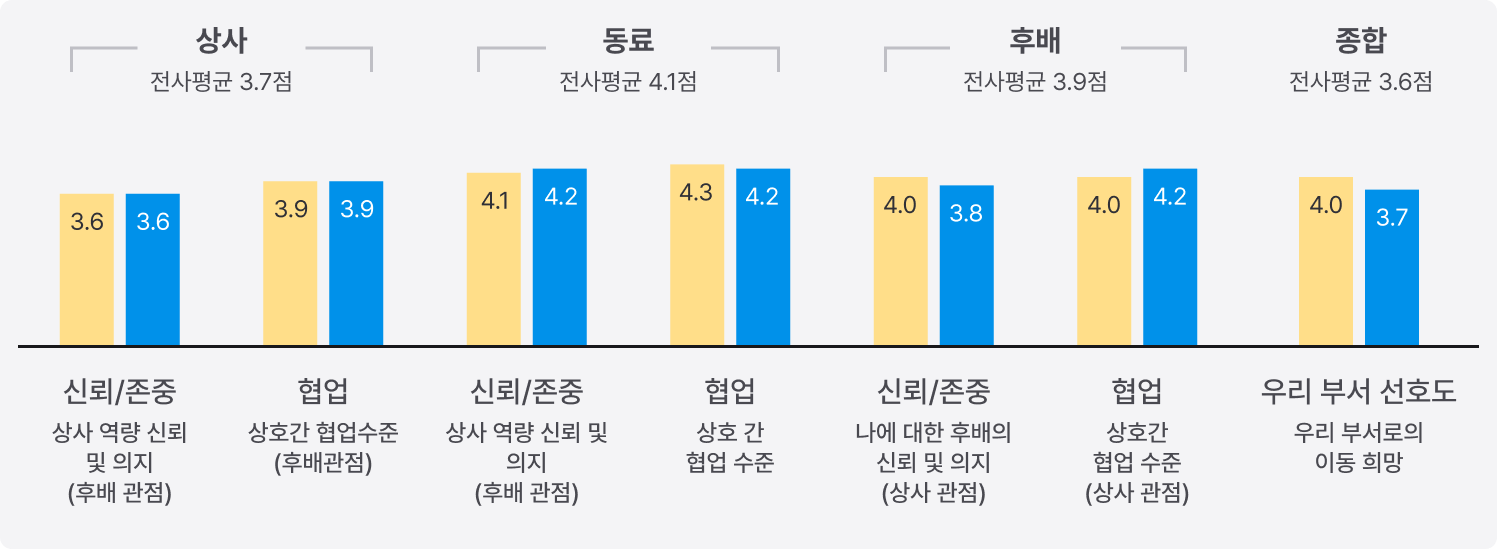 상사
전사평균 3.7점
동료
전사평균 4.1점
후배
전사평균 3.9점
종합
전사평균 3.6점
3.6
3.6
3.9
3.9
4.1
4.2
4.3
4.2
4.0
3.8
4.0
4.2
4.0
3.7
신뢰/존중
상사 역량 신뢰
및 의지
(후배 관점)
협업
상호간 협업수준
(후배관점)
신뢰/존중
상사 역량 신뢰 및
의지
(후배 관점)
협업
상호 간
협업 수준
신뢰/존중
나에 대한 후배의
신뢰 및 의지
(상사 관점)
협업
상호간
협업 수준
(상사 관점)
우리 부서 선호도
우리 부서로의
이동 희망